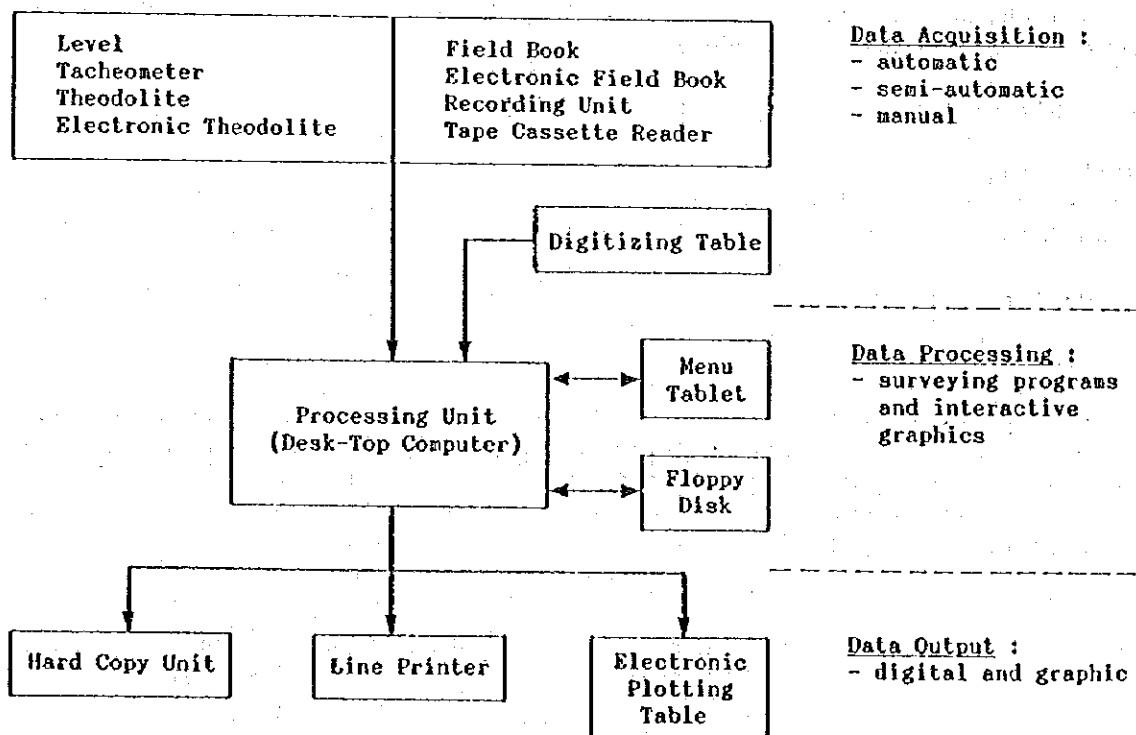 Level
Tacheometer
Theodolite
Electronic Theodolite
Field Book
Electronic Field Book
Recording Unit
Tape Cassette Reader
Data Acquisition :
- automatic
- semi-automatic
- manual
Digitizing Table
Processing Unit
(Desk-Top Computer)
Menu
Tablet
Floppy
Disk
Data Processing :
- surveying programs
and interactive
graphics
Hard Copy Unit
Line Printer
Electronic
Plotting
Table
Data Output :
- digital and graphic